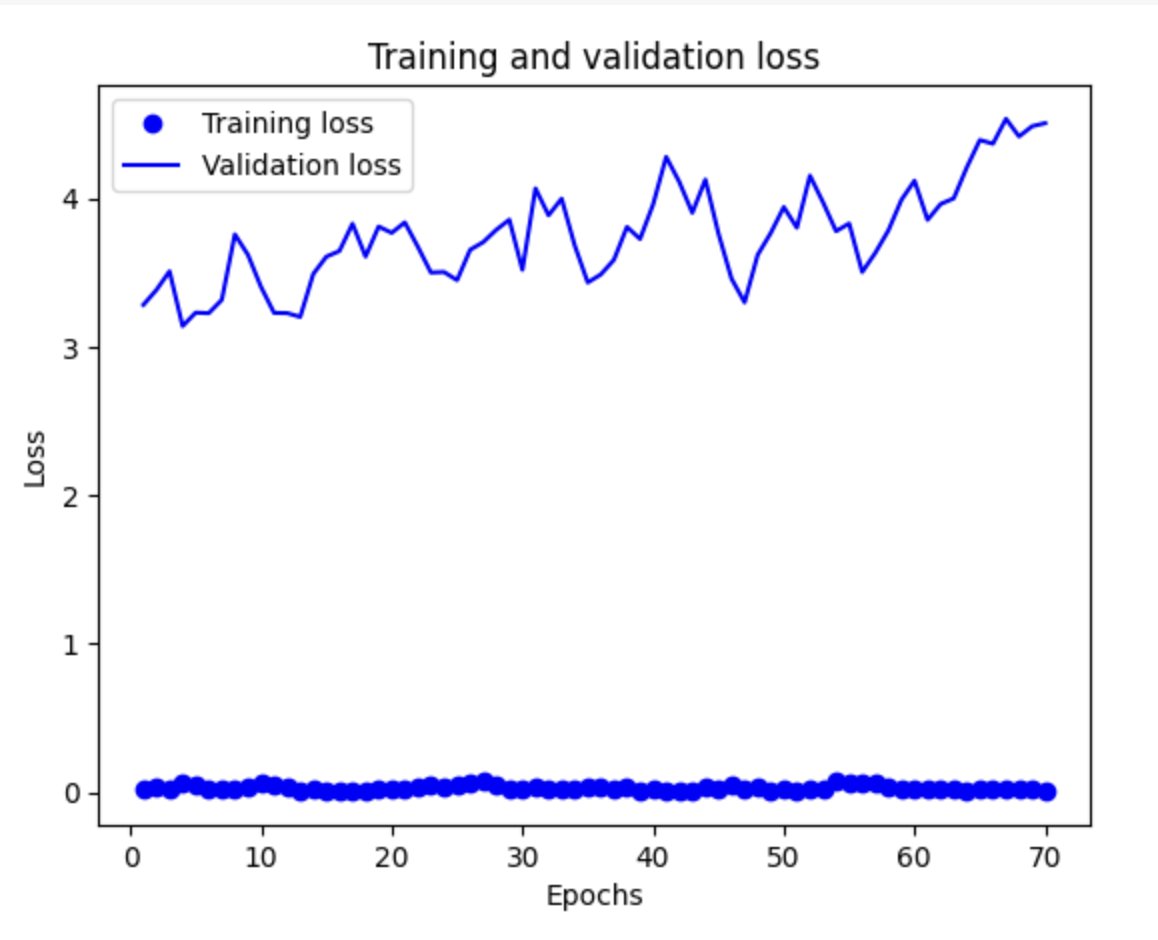 Training and validation loss
Training loss
Validation loss
4
3
2
1
0
Loss
0 10 20 30 40 50 60 70
Epochs